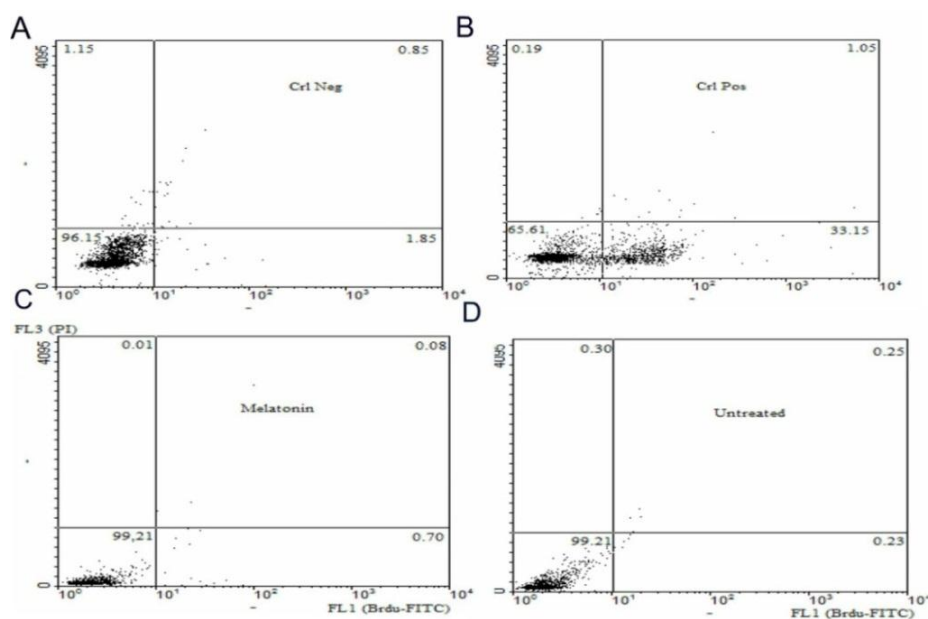 A
1.15 0.85
4095
Crl Neg
96.15 1.85
0
10⁰ 10¹ 10² 10³ 10⁴
B
0.19 1.05
4095
Crl Pos
65.61 33.15
0
10⁰ 10¹ 10² 10³ 10⁴
C
FL3 (PI)
0.01 0.08
4095
Melatonin
99,21 0.70
0
10⁰ 10¹ 10² 10³ 10⁴
FL1 (Brdu-FITC)
D
0.30 0.25
4095
Untreated
99.21 0.23
0
10⁰ 10¹ 10² 10³ 10⁴
FL1 (Brdu-FITC)